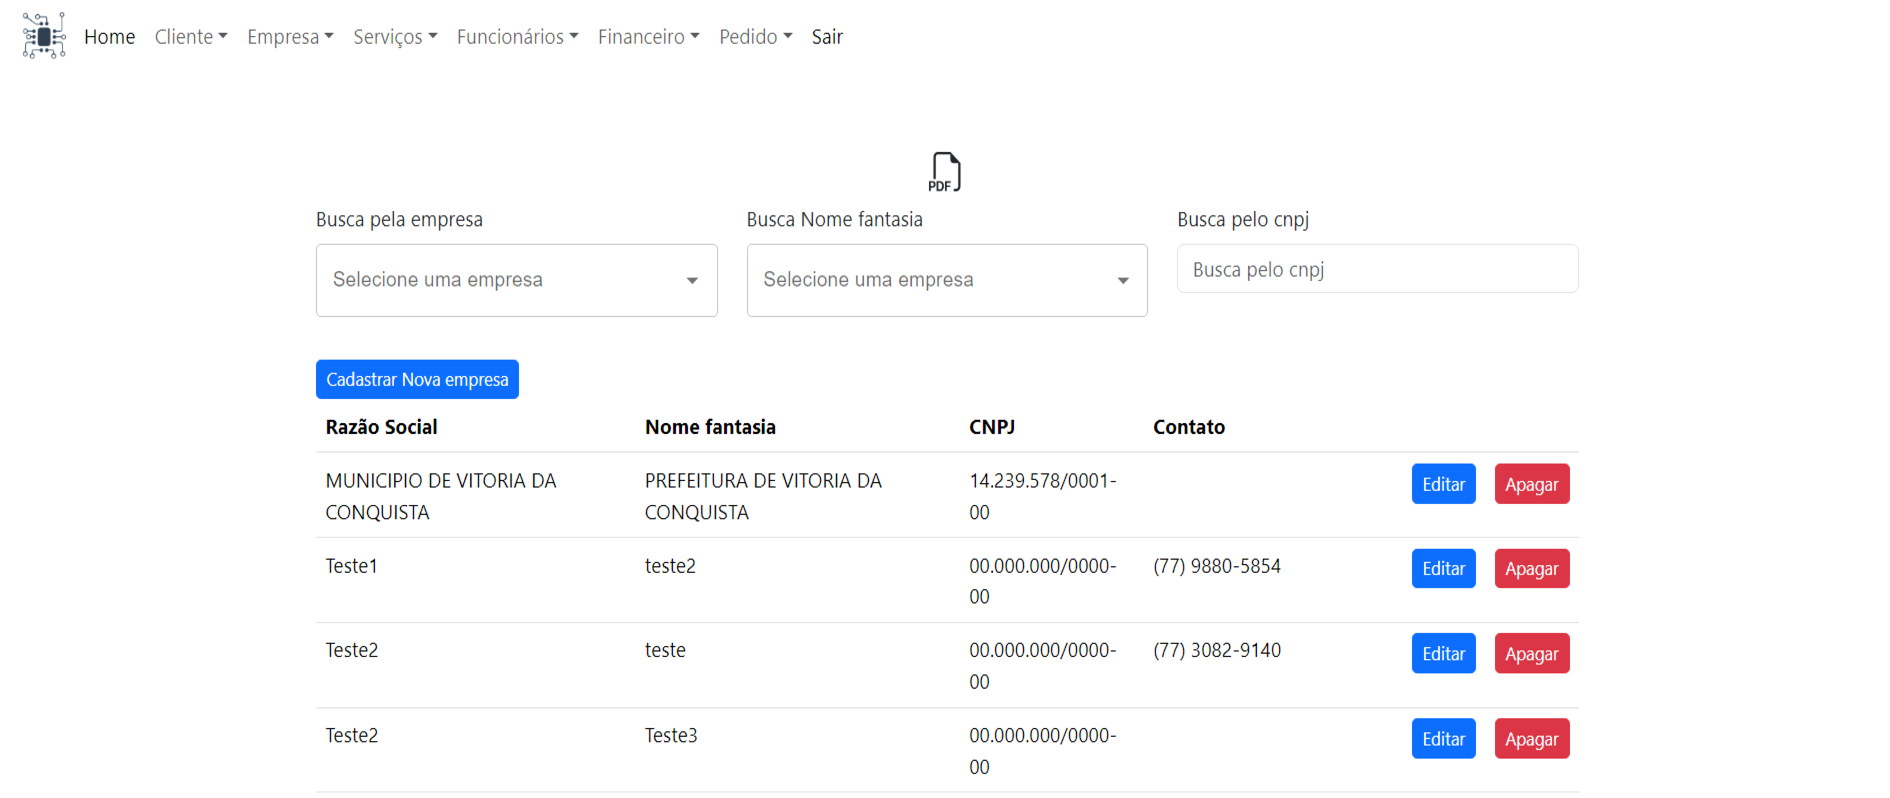 Home Cliente Empresa Serviços Funcionários Financeiro Pedido Sair
PDF
Busca pela empresa Busca Nome fantasia Busca pelo cnpj
Selecione uma empresa Selecione uma empresa Busca pelo cnpj
Cadastrar Nova empresa
Razão Social Nome fantasia CNPJ Contato
MUNICIPIO DE VITORIA DA PREFEITURA DE VITORIA DA 14.239.578/0001- Editar Apagar
CONQUISTA CONQUISTA 00
Teste1 teste2 00.000.000/0000- (77) 9880-5854 Editar Apagar
00
Teste2 teste 00.000.000/0000- (77) 3082-9140 Editar Apagar
00
Teste2 Teste3 00.000.000/0000- Editar Apagar
00